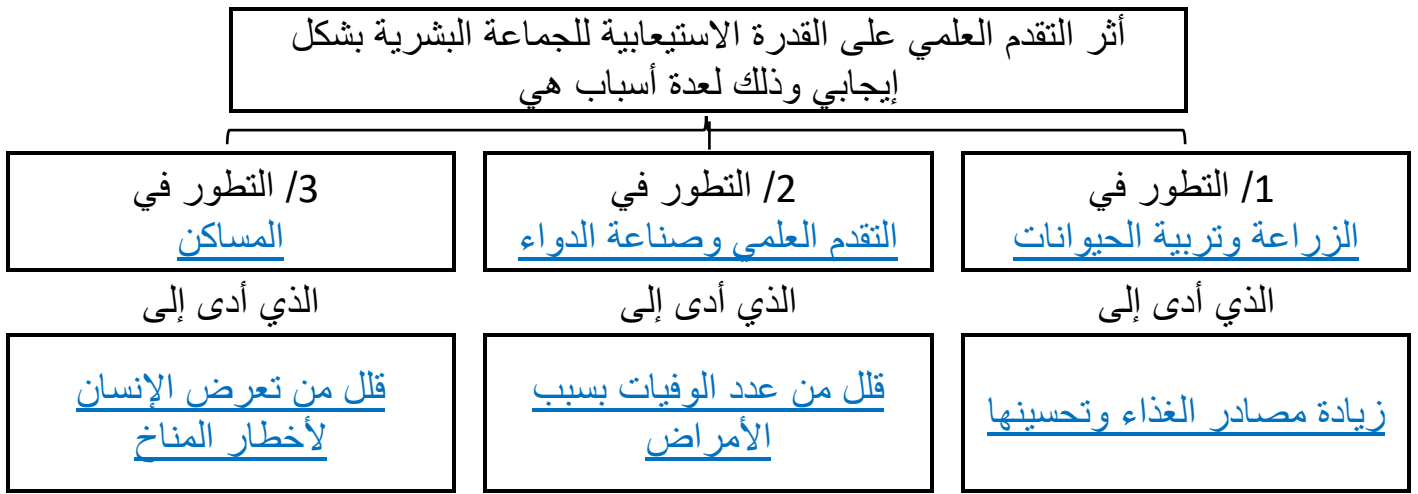 أثر التقدم العلمي على القدرة الاستيعابية للجماعة البشرية بشكل
إيجابي وذلك لعدة أسباب هي
1/ التطور في
الزراعة وتربية الحيوانات
الذي أدى إلى
زيادة مصادر الغذاء وتحسينها
2/ التطور في
التقدم العلمي وصناعة الدواء
الذي أدى إلى
قلل من عدد الوفيات بسبب
الأمراض
3/ التطور في
المساكن
الذي أدى إلى
قلل من تعرض الإنسان
لأخطار المناخ